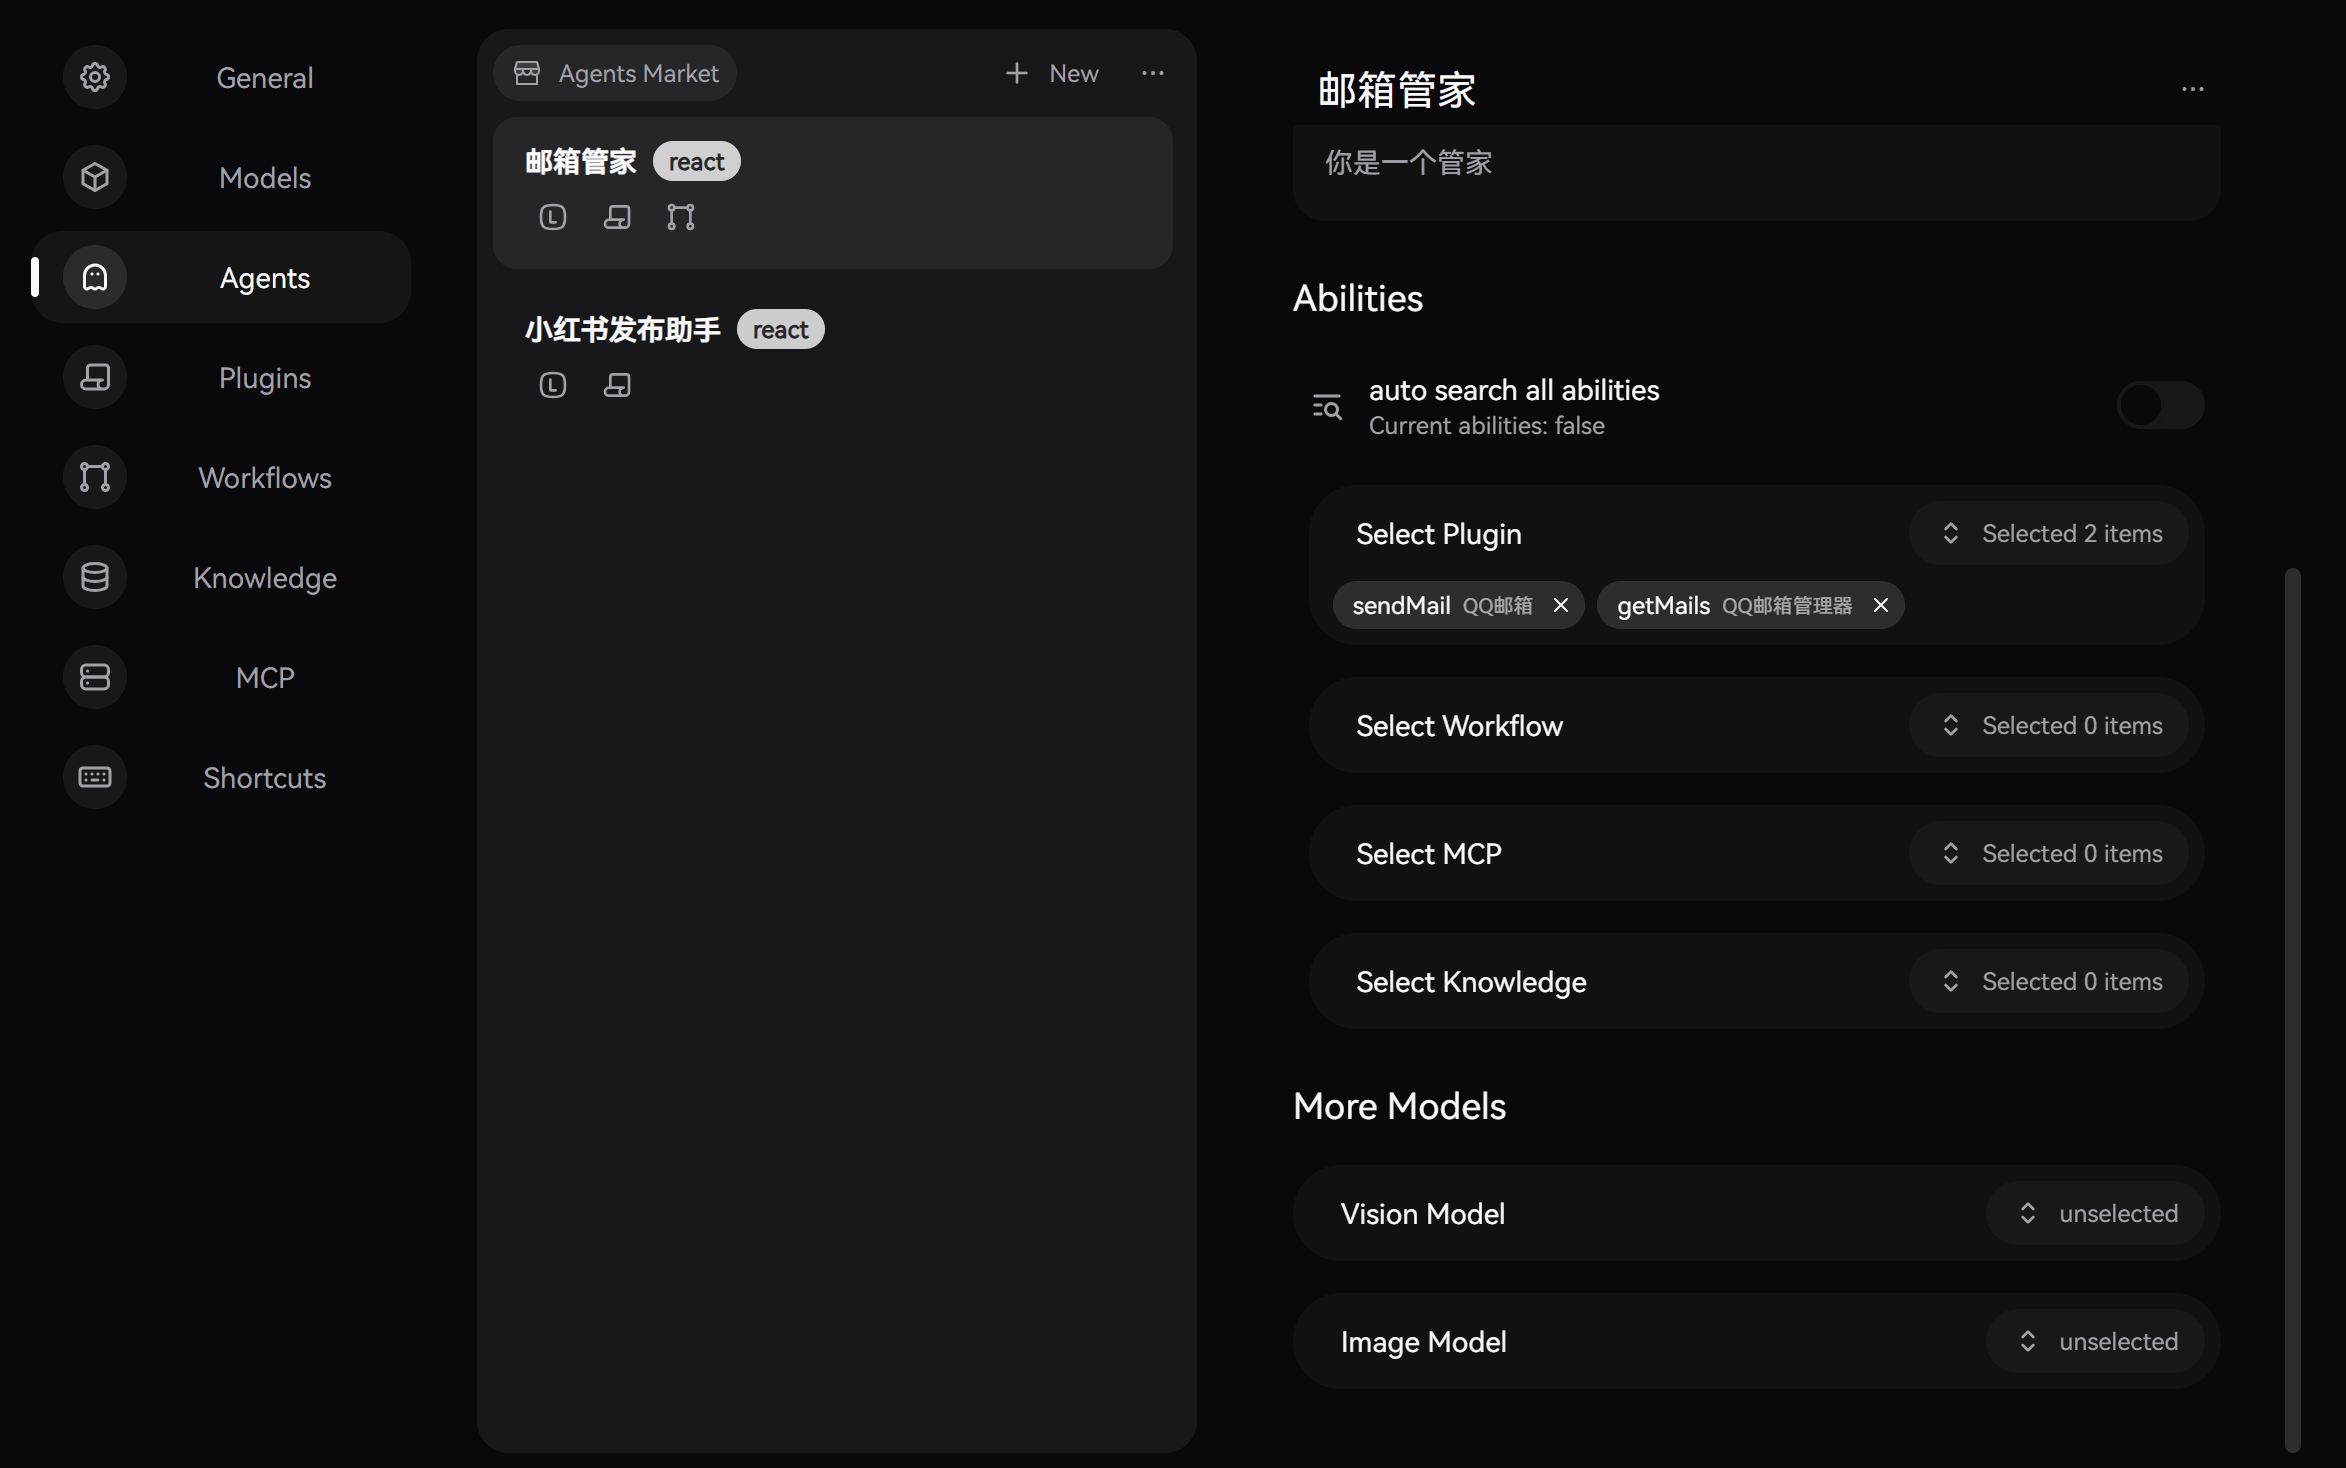 General
Models
Agents
Plugins
Workflows
Knowledge
MCP
Shortcuts
Agents Market
New
邮箱管家 react
小红书发布助手 react
邮箱管家
你是一个管家
Abilities
auto search all abilities
Current abilities: false
Select Plugin
Selected 2 items
sendMail QQ邮箱
getMails QQ邮箱管理器
Select Workflow
Selected 0 items
Select MCP
Selected 0 items
Select Knowledge
Selected 0 items
More Models
Vision Model
unselected
Image Model
unselected